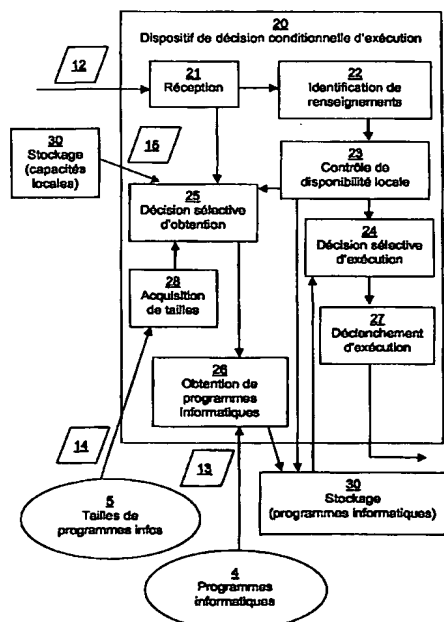 20
Dispositif de décision conditionnelle d'exécution
12
21
Réception
22
Identification de
renseignements
15
30
Stockage
(capacités
locales)
23
Contrôle de
disponibilité locale
25
Décision sélective
d'obtention
24
Décision sélective
d'exécution
28
Acquisition
de tailles
27
Déclenchement
d'exécution
26
Obtention de
programmes
informatiques
14
13
5
Tailles de
programmes infos
30
Stockage
(programmes informatiques)
4
Programmes
informatiques